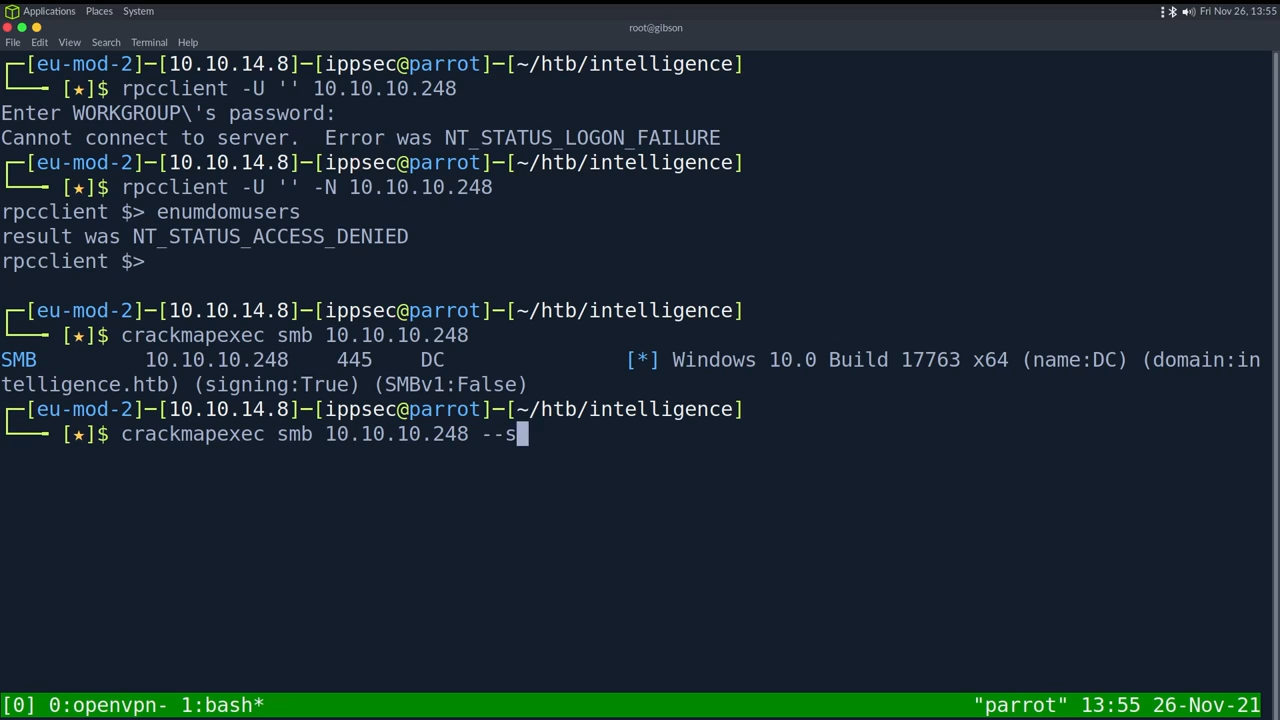 Applications Places System Fri Nov 26, 13:55
root@gibson
File Edit View Search Terminal Help
┌─[eu-mod-2]─[10.10.14.8]─[ippsec@parrot]─[~/htb/intelligence]
└── [★]$ rpcclient -U '' 10.10.10.248
Enter WORKGROUP\'s password:
Cannot connect to server.  Error was NT_STATUS_LOGON_FAILURE
┌─[eu-mod-2]─[10.10.14.8]─[ippsec@parrot]─[~/htb/intelligence]
└── [★]$ rpcclient -U '' -N 10.10.10.248
rpcclient $> enumdomusers
result was NT_STATUS_ACCESS_DENIED
rpcclient $>
┌─[eu-mod-2]─[10.10.14.8]─[ippsec@parrot]─[~/htb/intelligence]
└── [★]$ crackmapexec smb 10.10.10.248
SMB         10.10.10.248    445    DC               [*] Windows 10.0 Build 17763 x64 (name:DC) (domain:in
telligence.htb) (signing:True) (SMBv1:False)
┌─[eu-mod-2]─[10.10.14.8]─[ippsec@parrot]─[~/htb/intelligence]
└── [★]$ crackmapexec smb 10.10.10.248 --s
[0] 0:openvpn- 1:bash* "parrot" 13:55 26-Nov-21